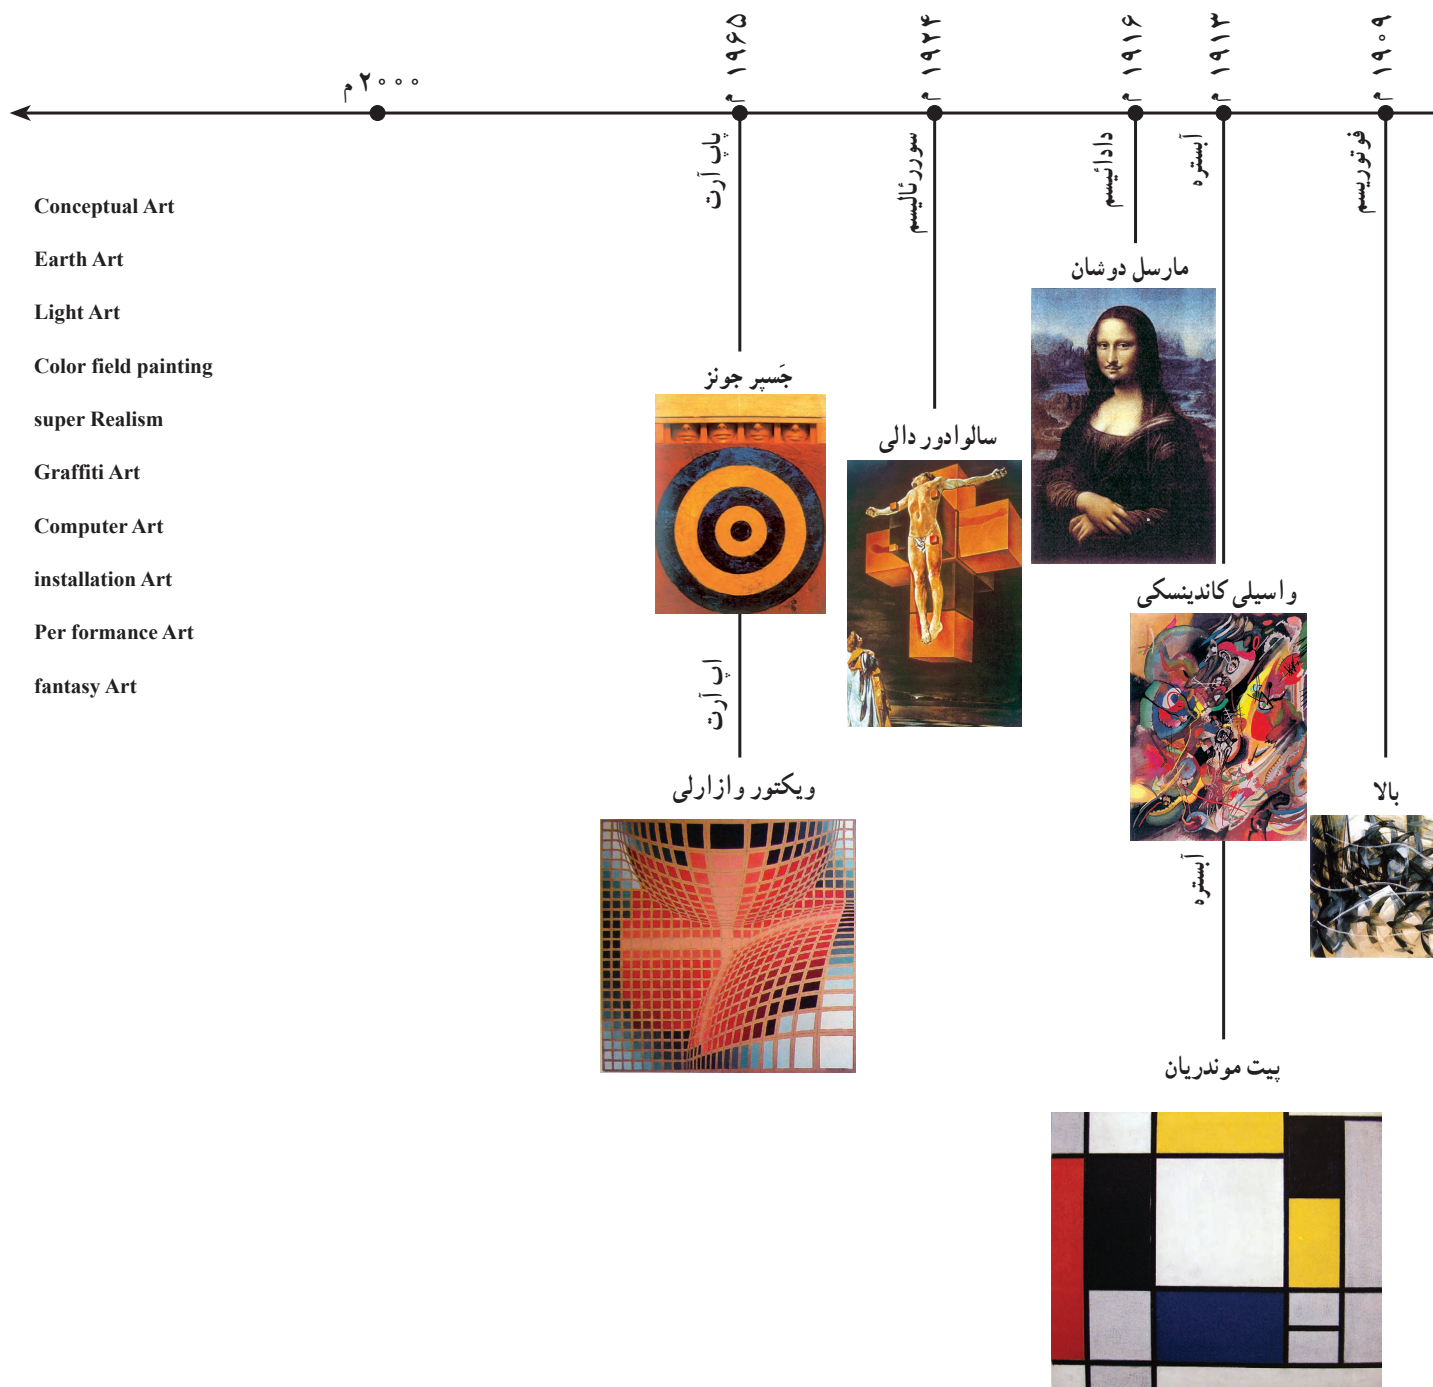 ۱۹۰۹ م
۱۹۱۳ م
۱۹۱۶ م
۱۹۲۴ م
۱۹۶۵ م
۲۰۰۰ م
فوتوریسم
آبستره
دادائیسم
سوررئالیسم
پاپ آرت
بالا
واسیلی کاندینسکی
آبستره
پیت موندریان
مارسل دوشان
سالوادور دالی
جَسپر جونز
اپ آرت
ویکتور وازارلی
Conceptual Art
Earth Art
Light Art
Color field painting
super Realism
Graffiti Art
Computer Art
installation Art
Per formance Art
fantasy Art